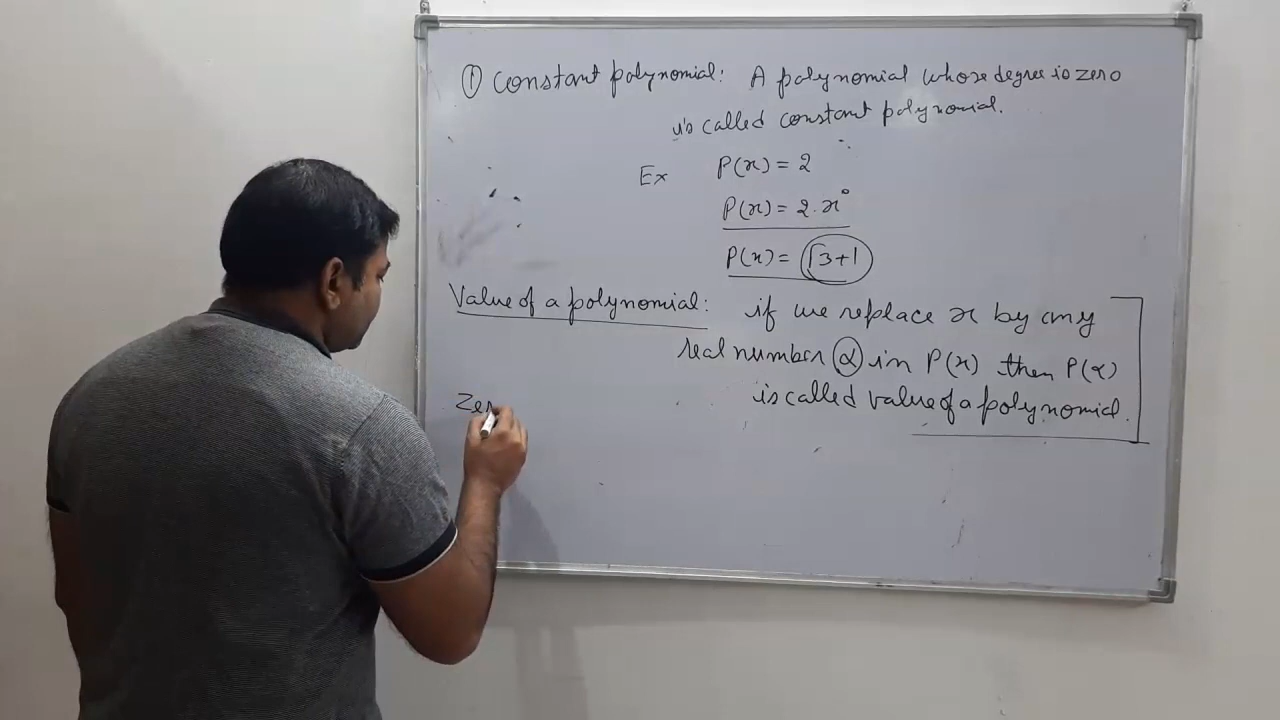 ① Constant polynomial: A polynomial whose degree is zero
is called constant polynomial.
Ex P(x) = 2
P(x) = 2.x°
P(x) = √3+1
Value of a polynomial: if we replace x by any
real number α in P(x) then P(α)
is called value of a polynomial.
Zer